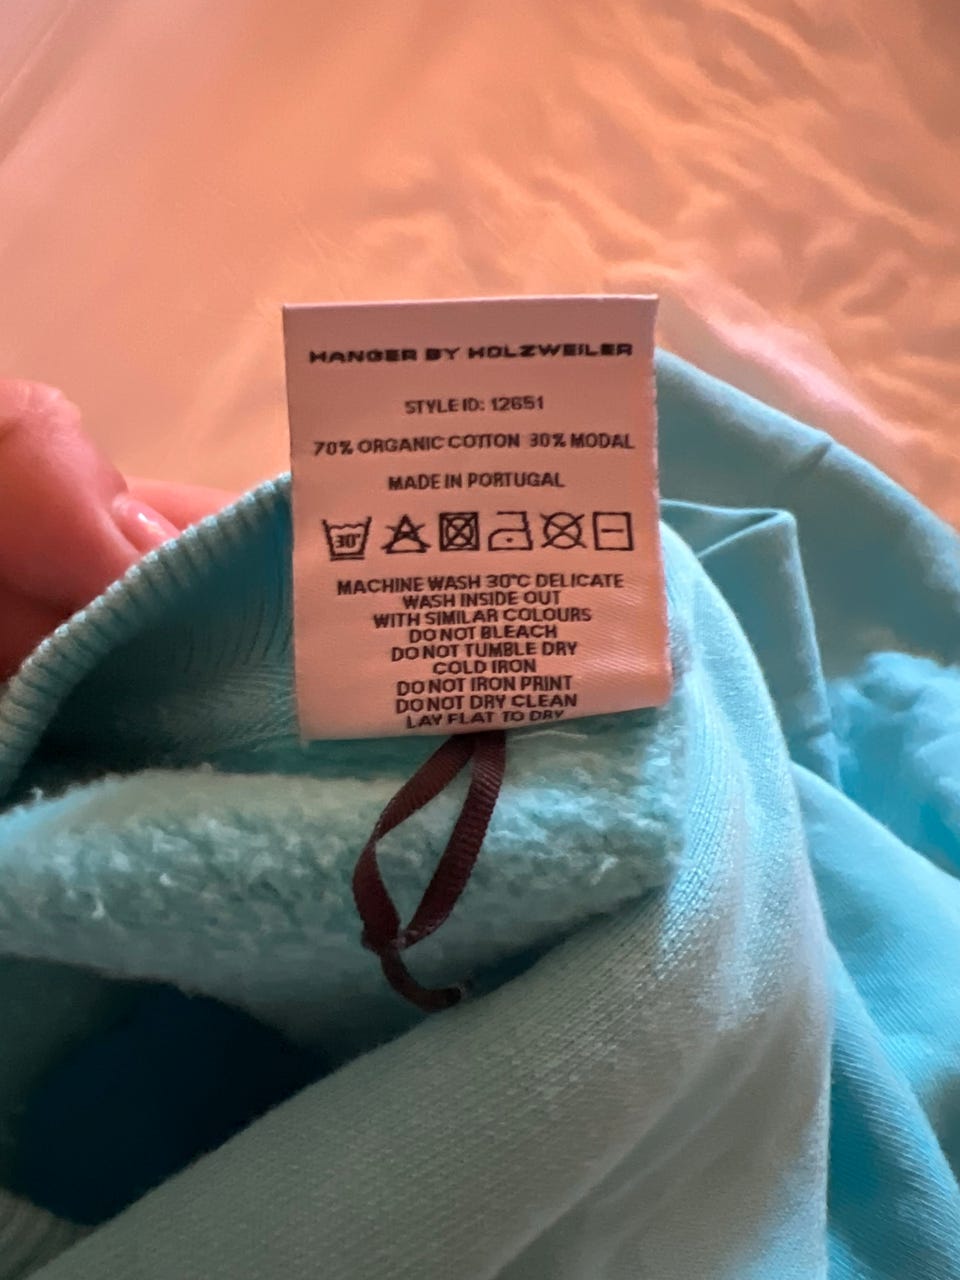 HANGER BY HOLZWEILER
STYLE ID: 12651
70% ORGANIC COTTON 30% MODAL
MADE IN PORTUGAL
30°
MACHINE WASH 30°C DELICATE
WASH INSIDE OUT
WITH SIMILAR COLOURS
DO NOT BLEACH
DO NOT TUMBLE DRY
COLD IRON
DO NOT IRON PRINT
DO NOT DRY CLEAN
LAY FLAT TO DRY